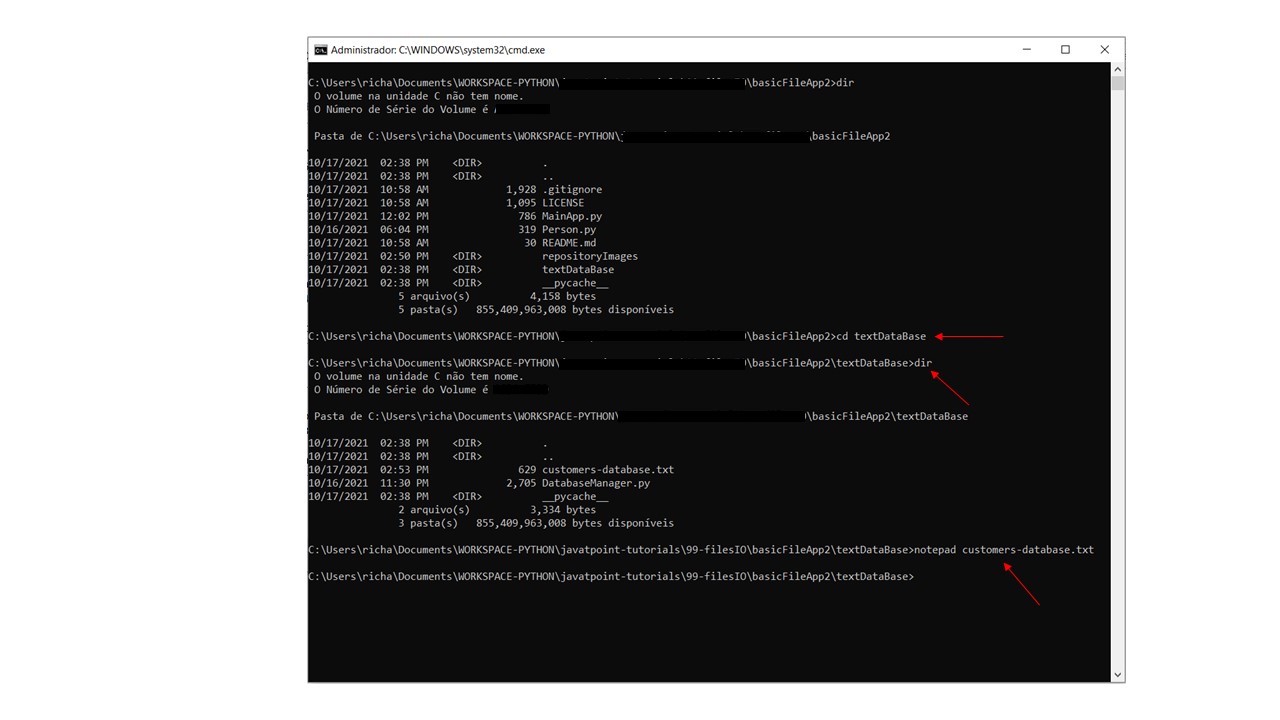 Administrador: C:\WINDOWS\system32\cmd.exe
C:\Users\richa\Documents\WORKSPACE-PYTHON\ \basicFileApp2>dir
O volume na unidade C não tem nome.
O Número de Série do Volume é
Pasta de C:\Users\richa\Documents\WORKSPACE-PYTHON\ \basicFileApp2
10/17/2021  02:38 PM    <DIR>          .
10/17/2021  02:38 PM    <DIR>          ..
10/17/2021  10:58 AM             1,928 .gitignore
10/17/2021  10:58 AM             1,095 LICENSE
10/17/2021  12:02 PM               786 MainApp.py
10/16/2021  06:04 PM               319 Person.py
10/17/2021  10:58 AM                30 README.md
10/17/2021  02:50 PM    <DIR>          repositoryImages
10/17/2021  02:38 PM    <DIR>          textDataBase
10/17/2021  02:38 PM    <DIR>          __pycache__
5 arquivo(s)          4,158 bytes
5 pasta(s)   855,409,963,008 bytes disponíveis
C:\Users\richa\Documents\WORKSPACE-PYTHON\ \basicFileApp2>cd textDataBase
C:\Users\richa\Documents\WORKSPACE-PYTHON\ \basicFileApp2\textDataBase>dir
O volume na unidade C não tem nome.
O Número de Série do Volume é
Pasta de C:\Users\richa\Documents\WORKSPACE-PYTHON\ \basicFileApp2\textDataBase
10/17/2021  02:38 PM    <DIR>          .
10/17/2021  02:38 PM    <DIR>          ..
10/17/2021  02:53 PM               629 customers-database.txt
10/16/2021  11:30 PM             2,705 DatabaseManager.py
10/17/2021  02:38 PM    <DIR>          __pycache__
2 arquivo(s)          3,334 bytes
3 pasta(s)   855,409,963,008 bytes disponíveis
C:\Users\richa\Documents\WORKSPACE-PYTHON\javatpoint-tutorials\99-filesIO\basicFileApp2\textDataBase>notepad customers-database.txt
C:\Users\richa\Documents\WORKSPACE-PYTHON\javatpoint-tutorials\99-filesIO\basicFileApp2\textDataBase>